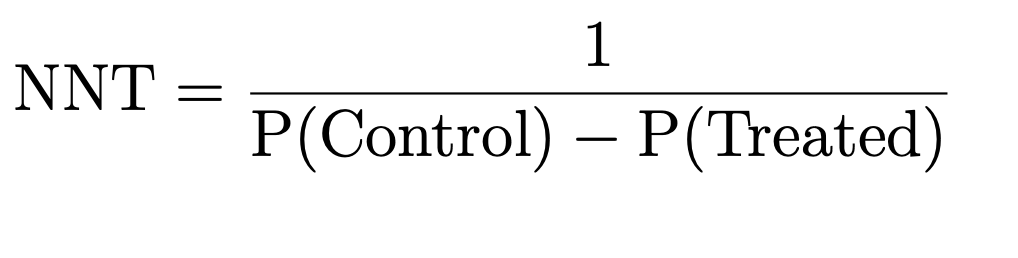 NNT = 1 / P(Control) − P(Treated)